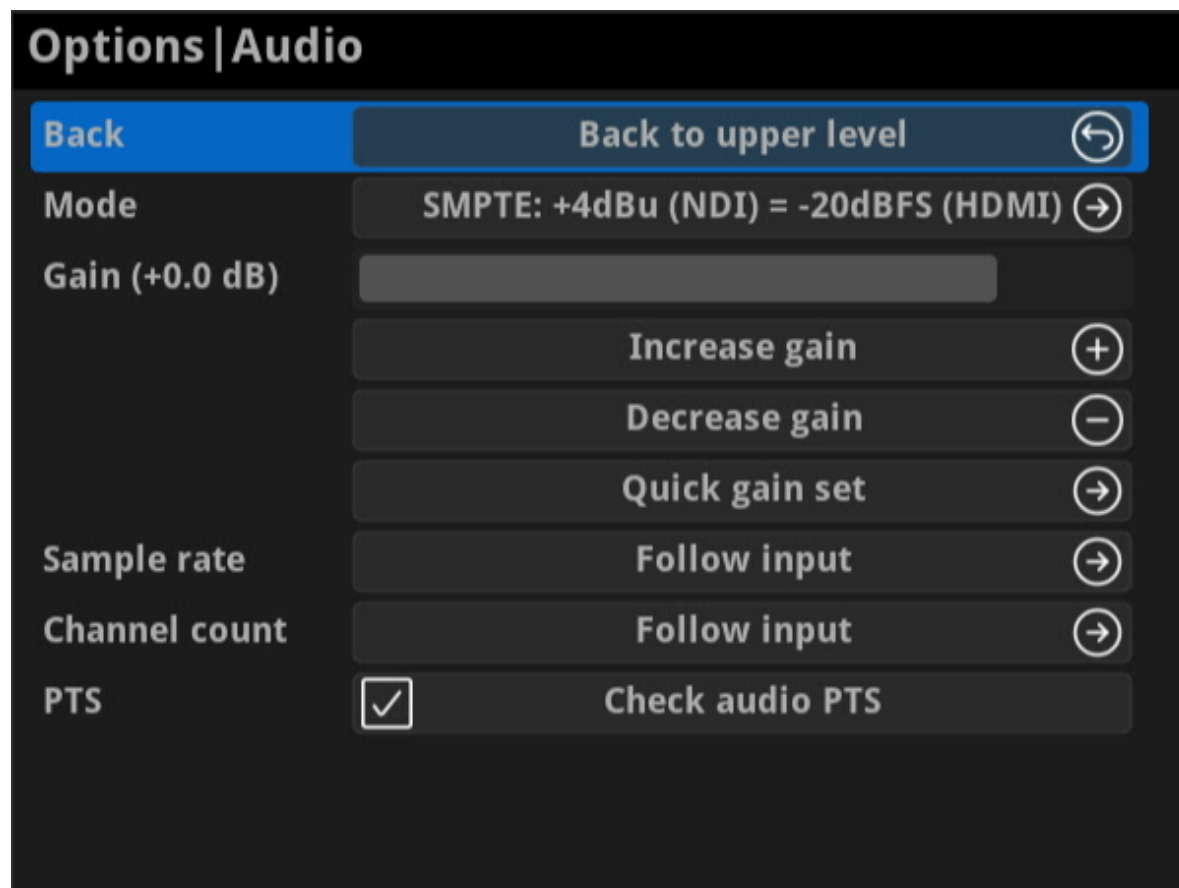 Options|Audio
Back Back to upper level
Mode SMPTE: +4dBu (NDI) = -20dBFS (HDMI)
Gain (+0.0 dB)
Increase gain
Decrease gain
Quick gain set
Sample rate Follow input
Channel count Follow input
PTS Check audio PTS